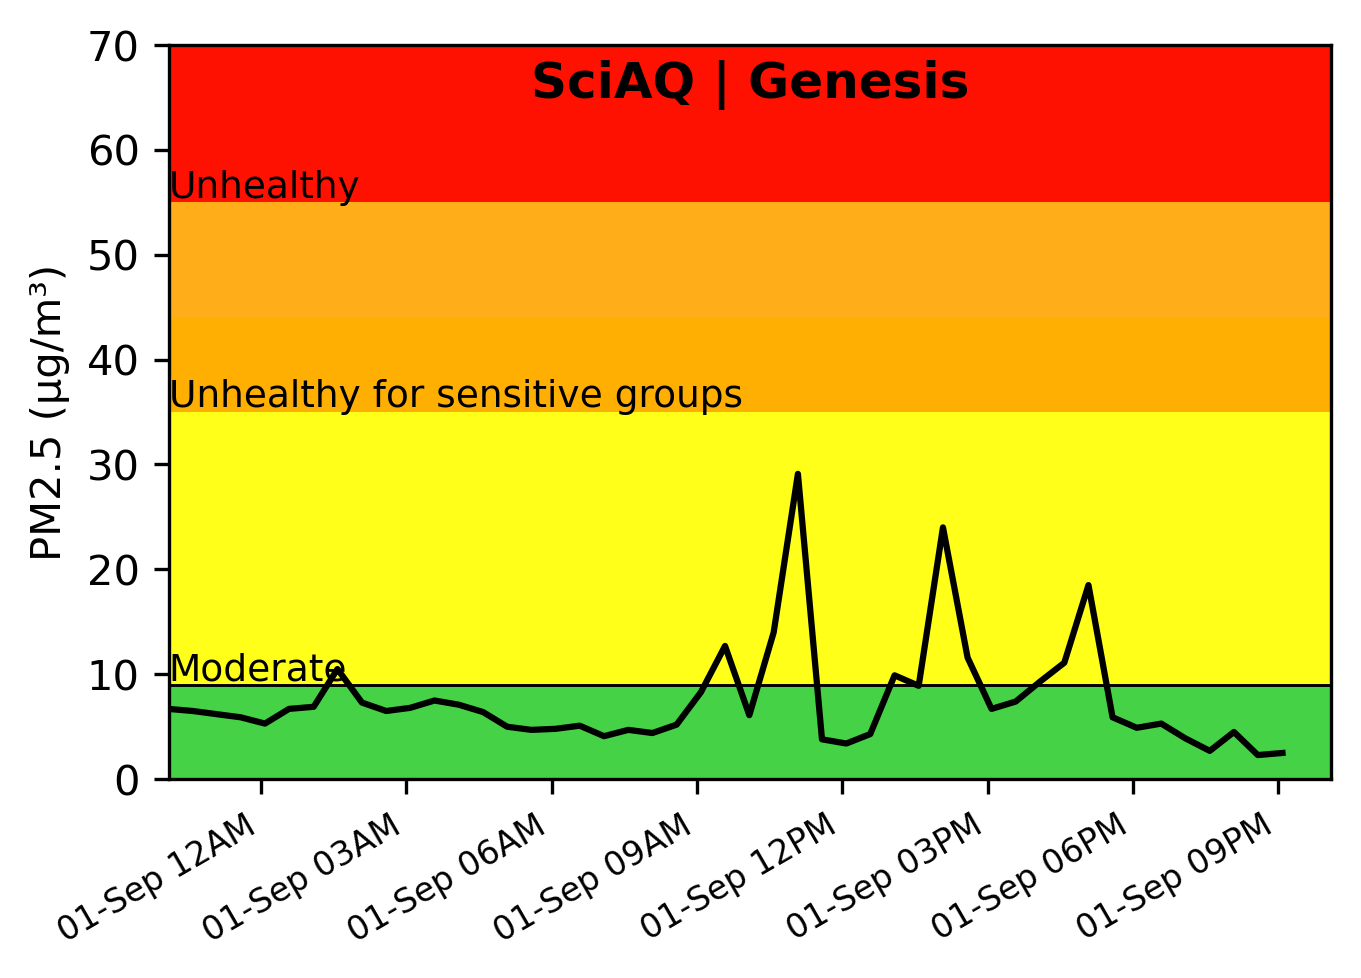 SciAQ | Genesis
PM2.5 (µg/m³)
70
60
50
40
30
20
10
0
Unhealthy
Unhealthy for sensitive groups
Moderate
01-Sep 12AM
01-Sep 03AM
01-Sep 06AM
01-Sep 09AM
01-Sep 12PM
01-Sep 03PM
01-Sep 06PM
01-Sep 09PM